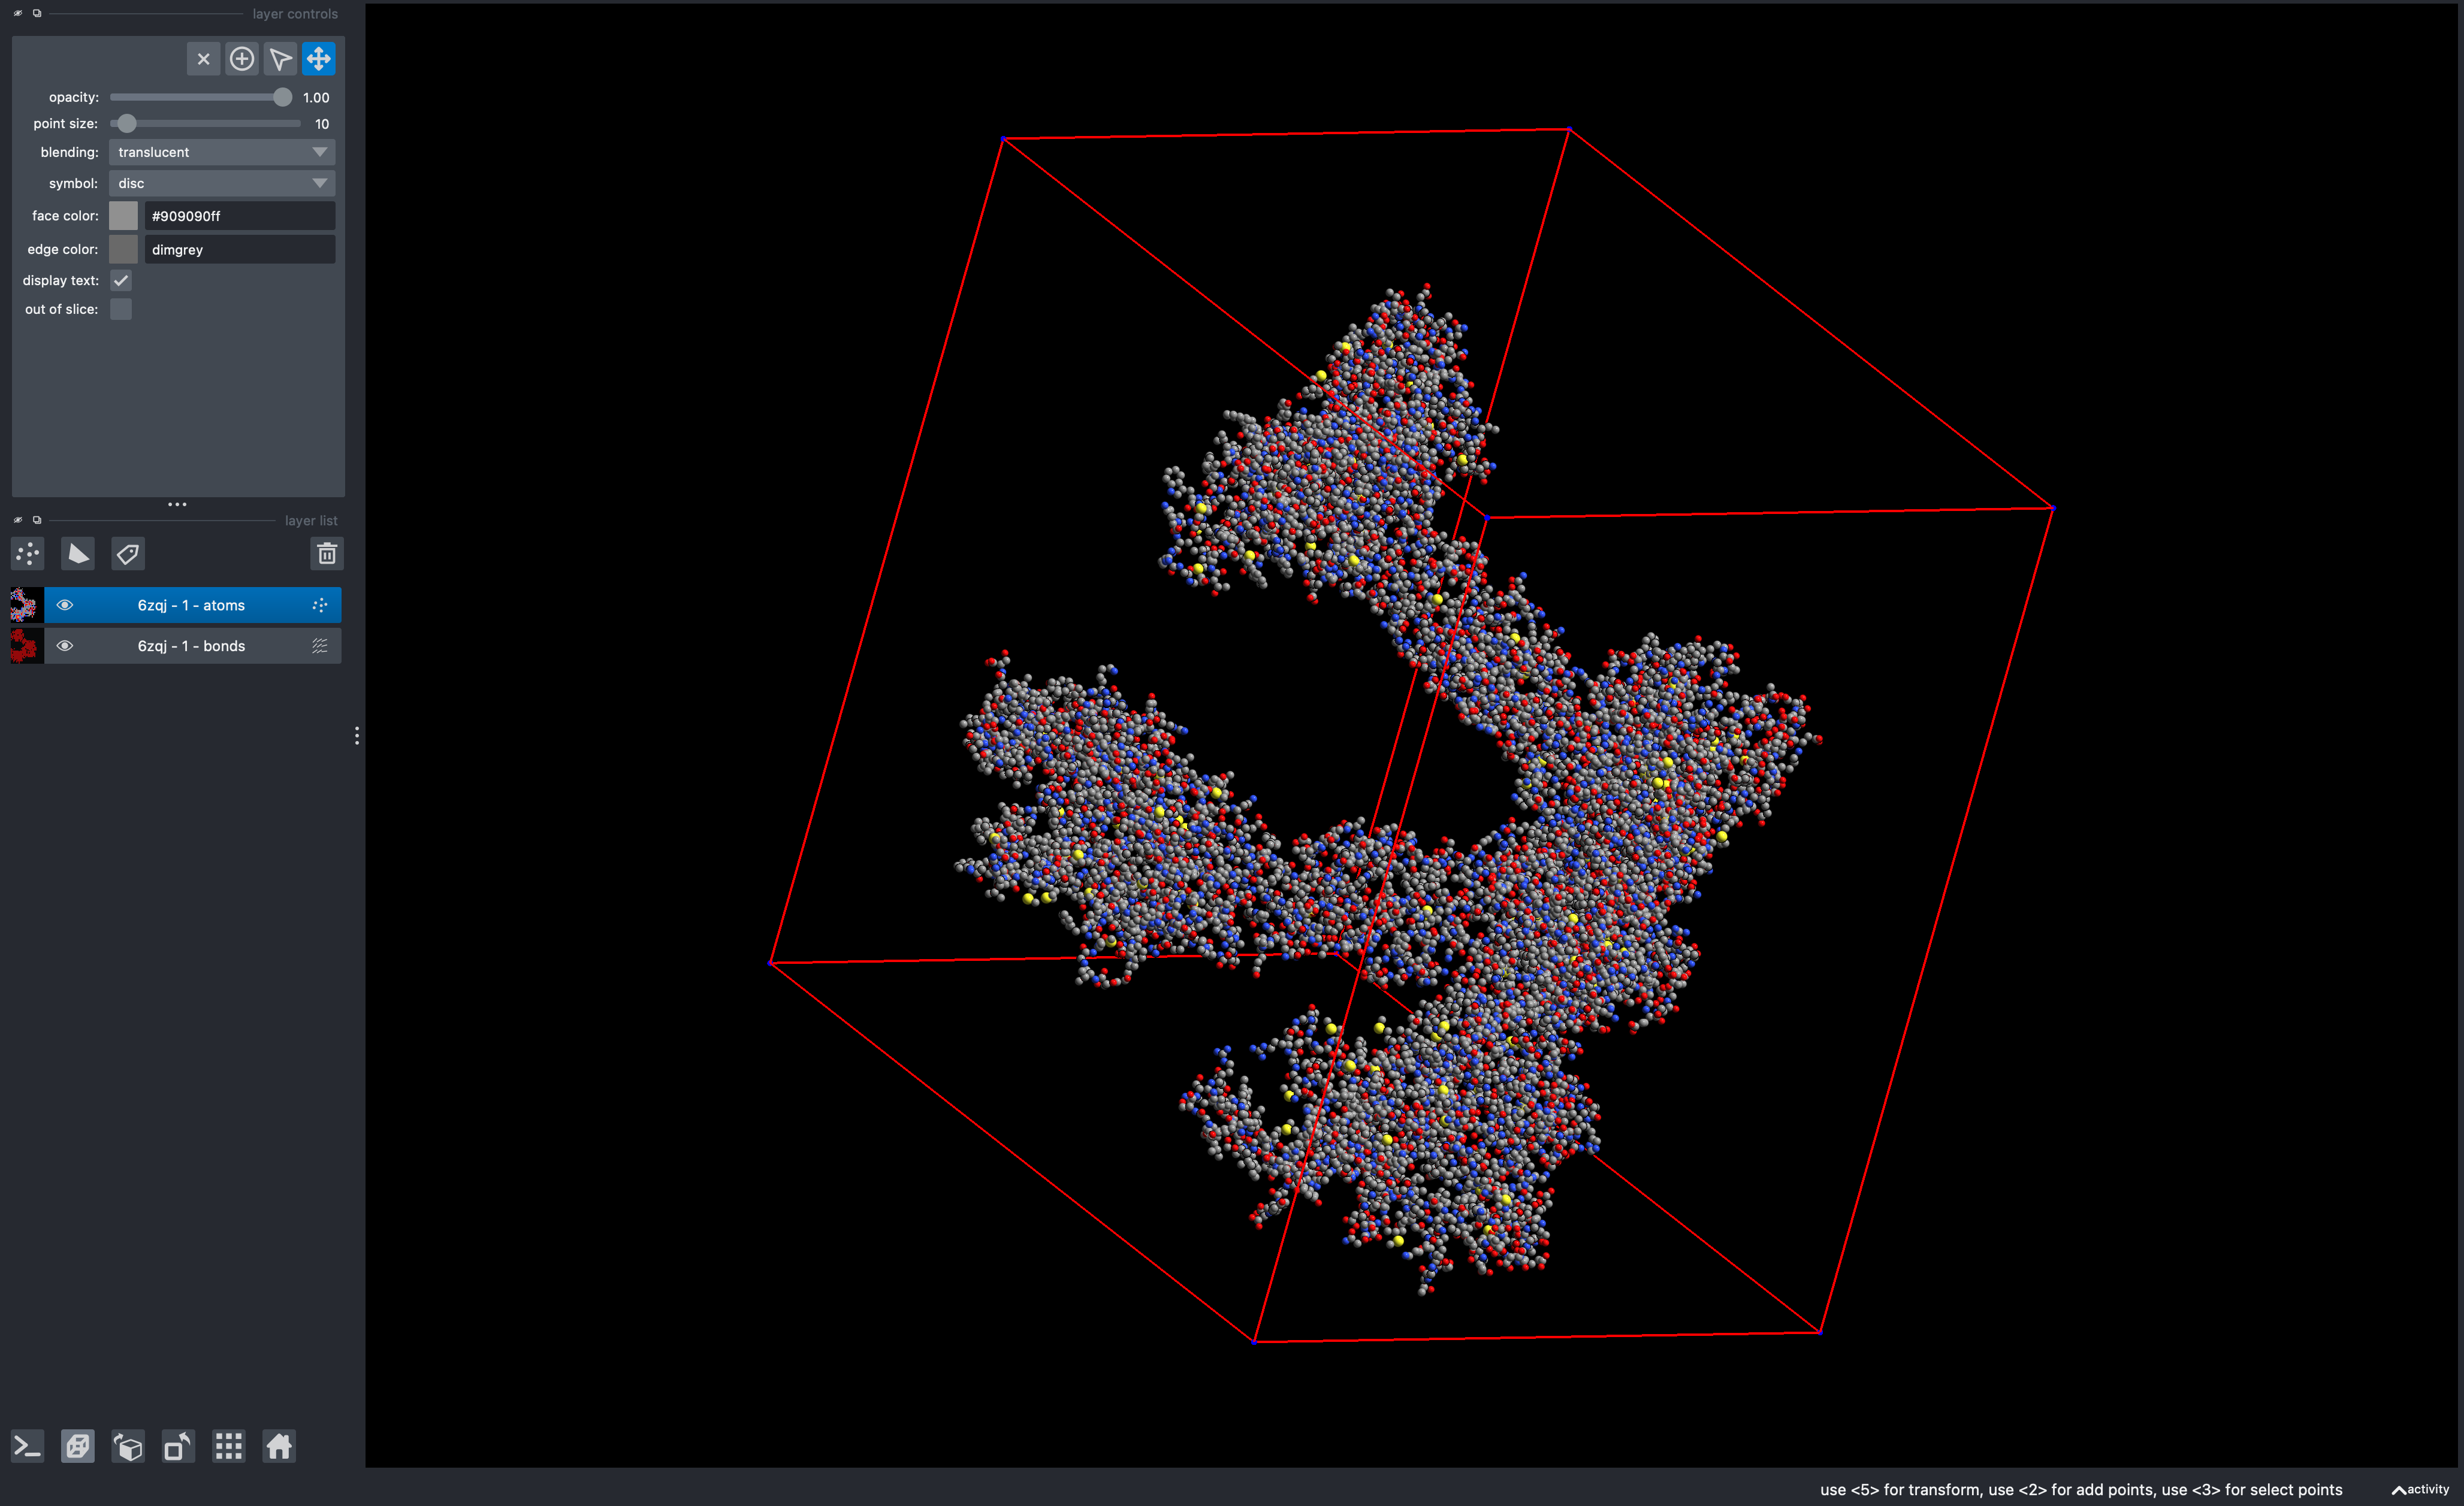 layer controls
opacity: 1.00
point size: 10
blending: translucent
symbol: disc
face color: #909090ff
edge color: dimgrey
display text:
out of slice:
layer list
6zqj - 1 - atoms
6zqj - 1 - bonds
use <5> for transform, use <2> for add points, use <3> for select points
activity